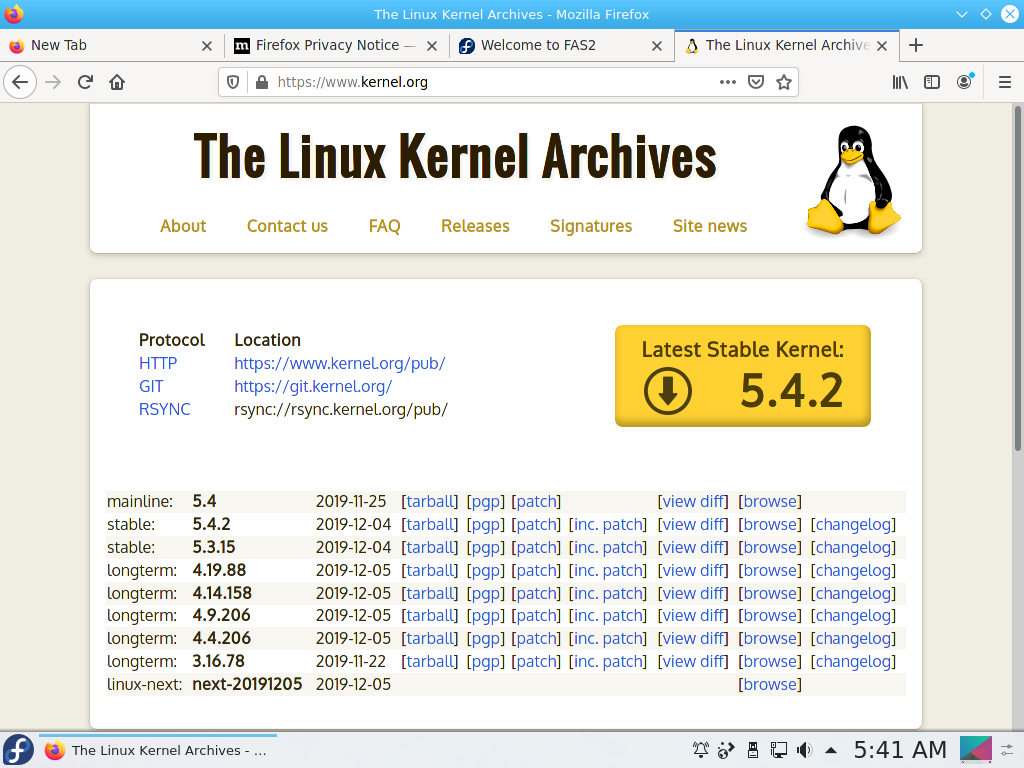 The Linux Kernel Archives - Mozilla Firefox
New Tab
Firefox Privacy Notice —
Welcome to FAS2
The Linux Kernel Archive
https://www.kernel.org
The Linux Kernel Archives
About Contact us FAQ Releases Signatures Site news
Protocol Location
HTTP https://www.kernel.org/pub/
GIT https://git.kernel.org/
RSYNC rsync://rsync.kernel.org/pub/
Latest Stable Kernel:
5.4.2
mainline: 5.4 2019-11-25 [tarball] [pgp] [patch] [view diff] [browse]
stable: 5.4.2 2019-12-04 [tarball] [pgp] [patch] [inc. patch] [view diff] [browse] [changelog]
stable: 5.3.15 2019-12-04 [tarball] [pgp] [patch] [inc. patch] [view diff] [browse] [changelog]
longterm: 4.19.88 2019-12-05 [tarball] [pgp] [patch] [inc. patch] [view diff] [browse] [changelog]
longterm: 4.14.158 2019-12-05 [tarball] [pgp] [patch] [inc. patch] [view diff] [browse] [changelog]
longterm: 4.9.206 2019-12-05 [tarball] [pgp] [patch] [inc. patch] [view diff] [browse] [changelog]
longterm: 4.4.206 2019-12-05 [tarball] [pgp] [patch] [inc. patch] [view diff] [browse] [changelog]
longterm: 3.16.78 2019-11-22 [tarball] [pgp] [patch] [inc. patch] [view diff] [browse] [changelog]
linux-next: next-20191205 2019-12-05 [browse]
The Linux Kernel Archives - ...
5:41 AM